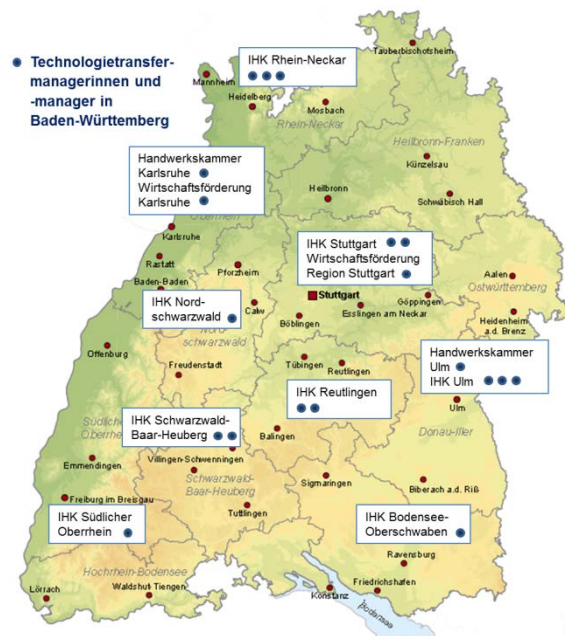 Technologietransfer-
managerinnen und
-manager in
Baden-Württemberg
IHK Rhein-Neckar
Tauberbischofsheim
Mannheim
Heidelberg
Mosbach
Rhein-Neckar
Heilbronn-Franken
Künzelsau
Handwerkskammer
Karlsruhe
Wirtschaftsförderung
Karlsruhe
Heilbronn
Schwäbisch Hall
Oberrhein
Karlsruhe
IHK Stuttgart
Wirtschaftsförderung
Region Stuttgart
Rastatt
Pforzheim
Aalen
Baden-Baden
Ostwürttemberg
IHK Nord-
schwarzwald
Calw
Stuttgart
Göppingen
Esslingen am Neckar
Böblingen
Heidenheim
a.d. Brenz
Nord-
schwarzwald
Offenburg
Freudenstadt
Tübingen
Reutlingen
Handwerkskammer
Ulm
IHK Ulm
IHK Reutlingen
Ulm
Südlicher
Oberrhein
IHK Schwarzwald-
Baar-Heuberg
Balingen
Donau-Iller
Emmendingen
Villingen-Schwenningen
Schwarzwald-
Baar-Heuberg
Sigmaringen
Biberach a.d. Riß
Freiburg im Breisgau
Tuttlingen
IHK Südlicher
Oberrhein
IHK Bodensee-
Oberschwaben
Ravensburg
Hochrhein-Bodensee
Lörrach
Waldshut Tiengen
Konstanz
Friedrichshafen
Bodensee